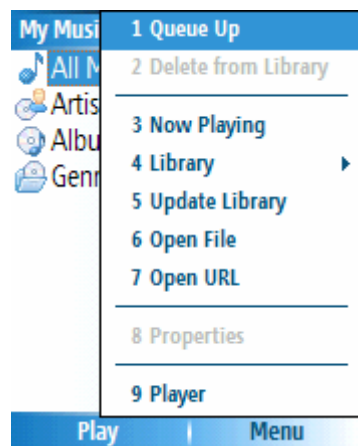 My Musi
1 Queue Up
All M
2 Delete from Library
Artis
3 Now Playing
Albu
4 Library
Genr
5 Update Library
6 Open File
7 Open URL
8 Properties
9 Player
Play
Menu